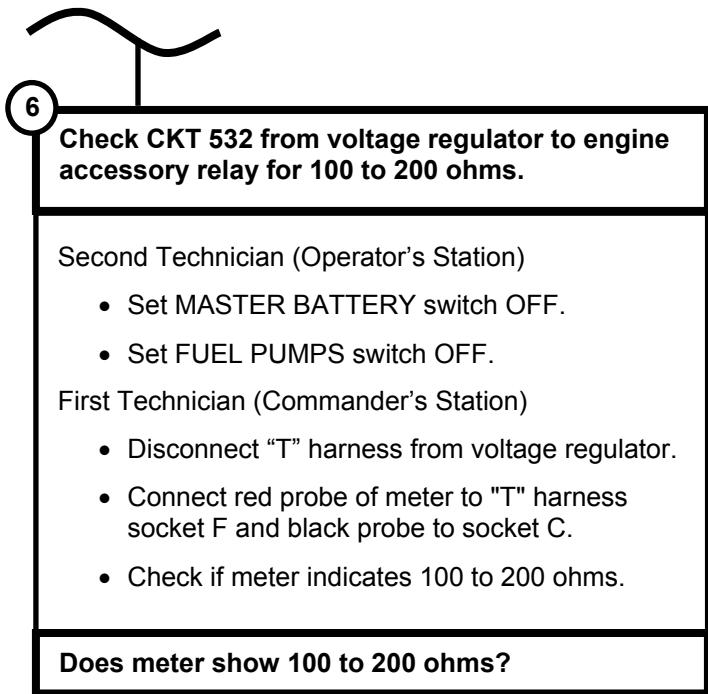 6
Check CKT 532 from voltage regulator to engine
accessory relay for 100 to 200 ohms.
Second Technician (Operator’s Station)
• Set MASTER BATTERY switch OFF.
• Set FUEL PUMPS switch OFF.
First Technician (Commander’s Station)
• Disconnect “T” harness from voltage regulator.
• Connect red probe of meter to "T" harness
socket F and black probe to socket C.
• Check if meter indicates 100 to 200 ohms.
Does meter show 100 to 200 ohms?